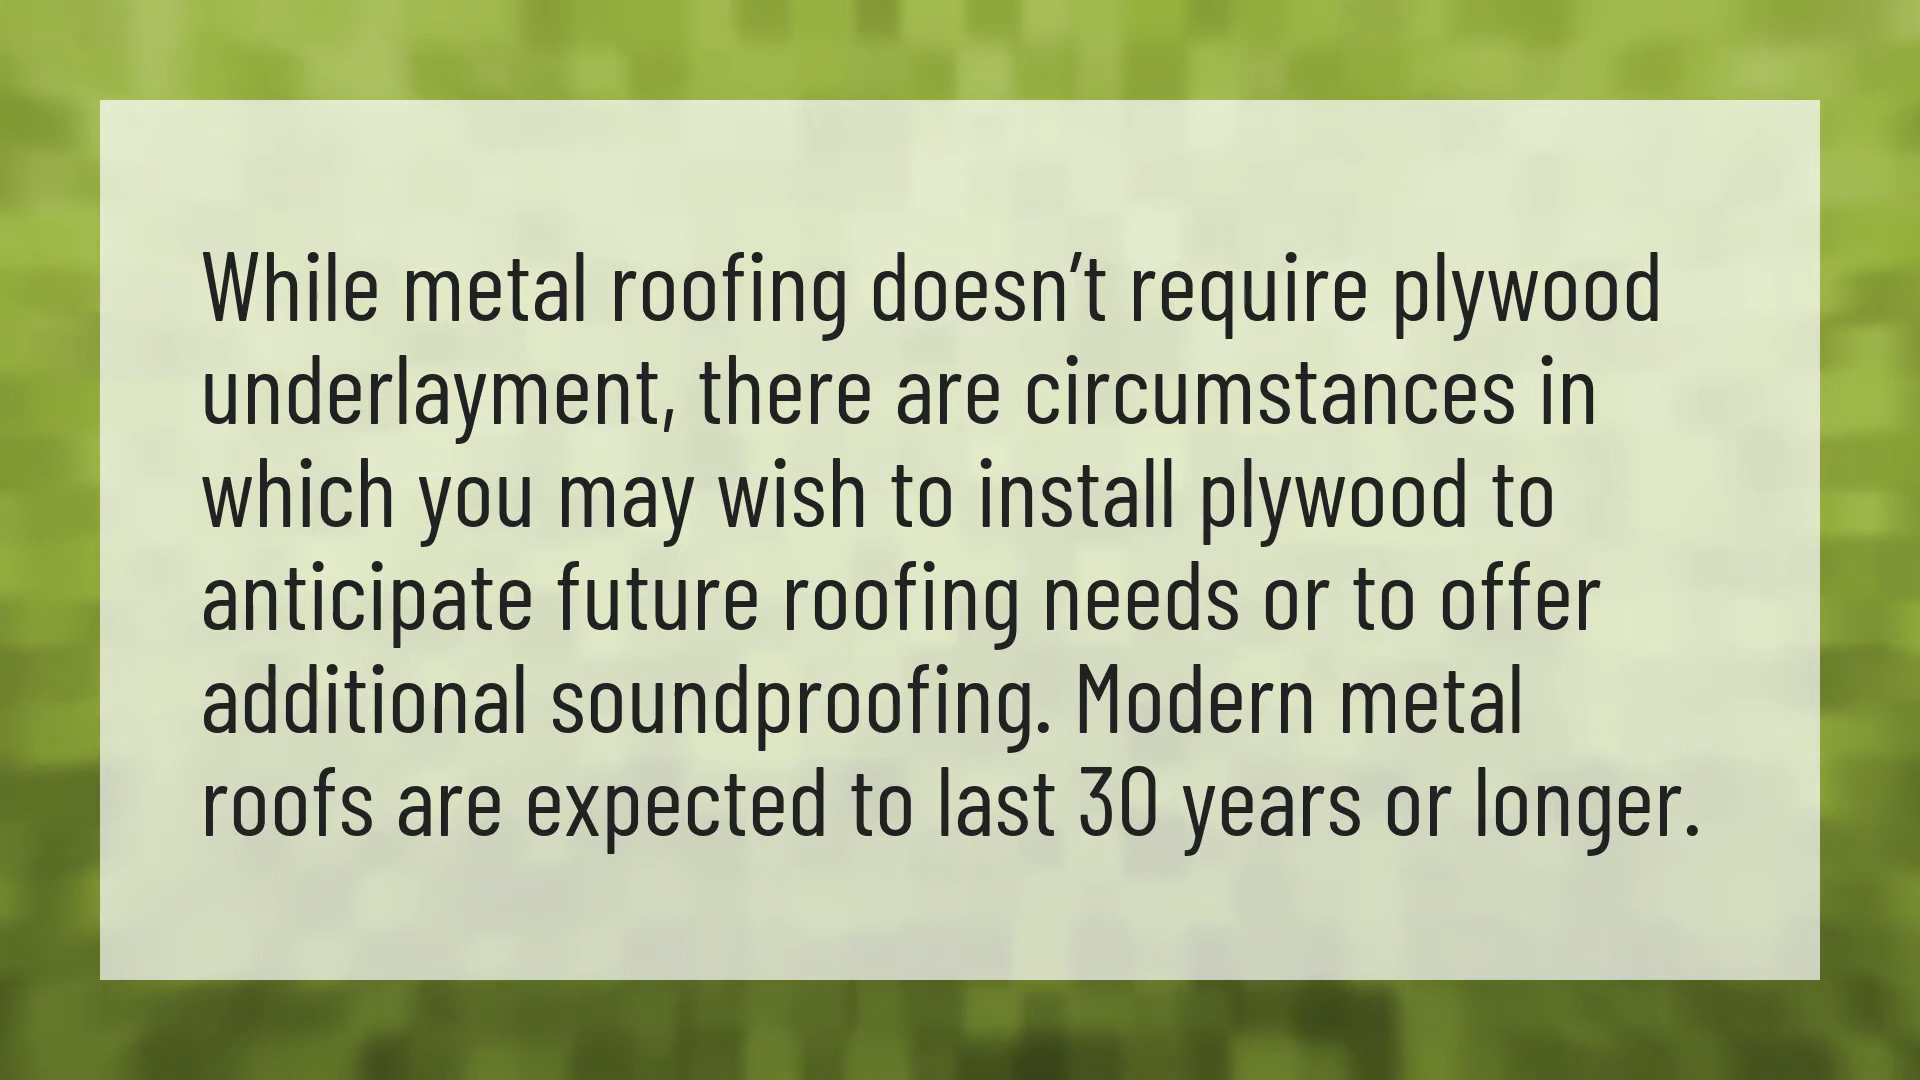 While metal roofing doesn’t require plywood
underlayment, there are circumstances in
which you may wish to install plywood to
anticipate future roofing needs or to offer
additional soundproofing. Modern metal
roofs are expected to last 30 years or longer.